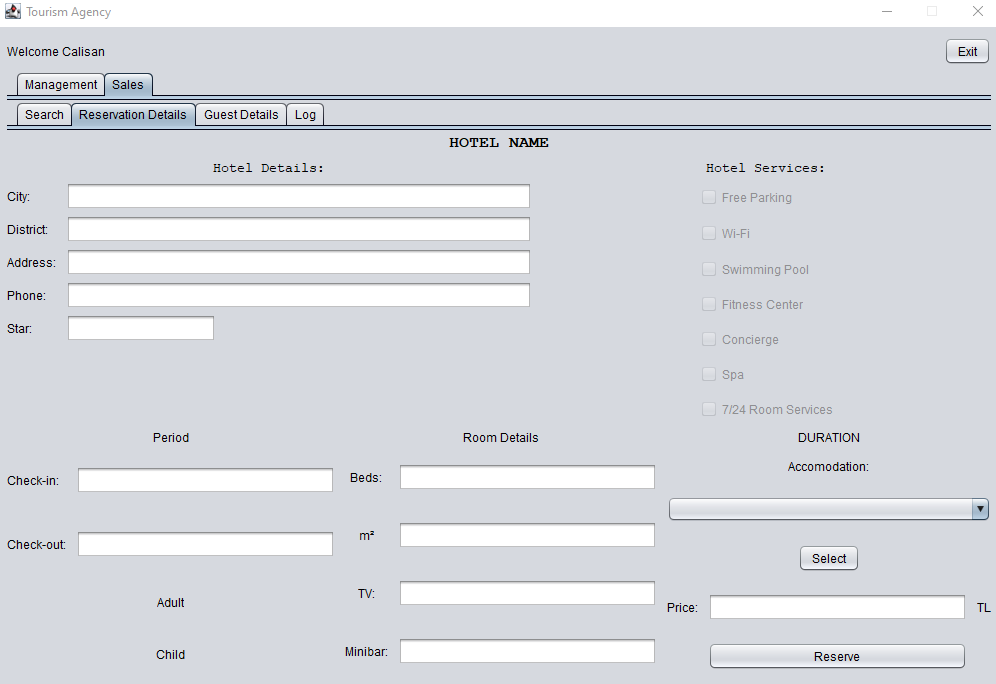 Tourism Agency
Welcome Calisan
Exit
Management Sales
Search Reservation Details Guest Details Log
HOTEL NAME
Hotel Details:
Hotel Services:
City:
District:
Address:
Phone:
Star:
Free Parking
Wi-Fi
Swimming Pool
Fitness Center
Concierge
Spa
7/24 Room Services
Period
Room Details
DURATION
Check-in:
Check-out:
Adult
Child
Beds:
m²
TV:
Minibar:
Accomodation:
Select
Price: TL
Reserve